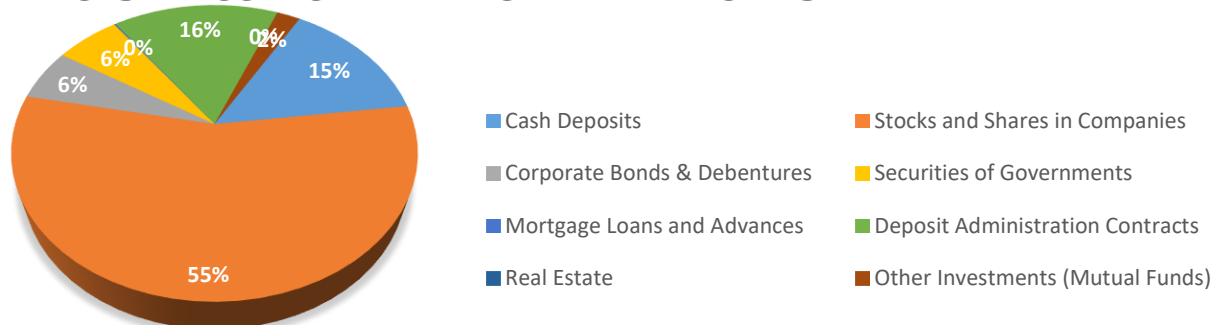 16%
0%
2%
0%
6%
15%
6%
55%
Cash Deposits
Stocks and Shares in Companies
Corporate Bonds & Debentures
Securities of Governments
Mortgage Loans and Advances
Deposit Administration Contracts
Real Estate
Other Investments (Mutual Funds)